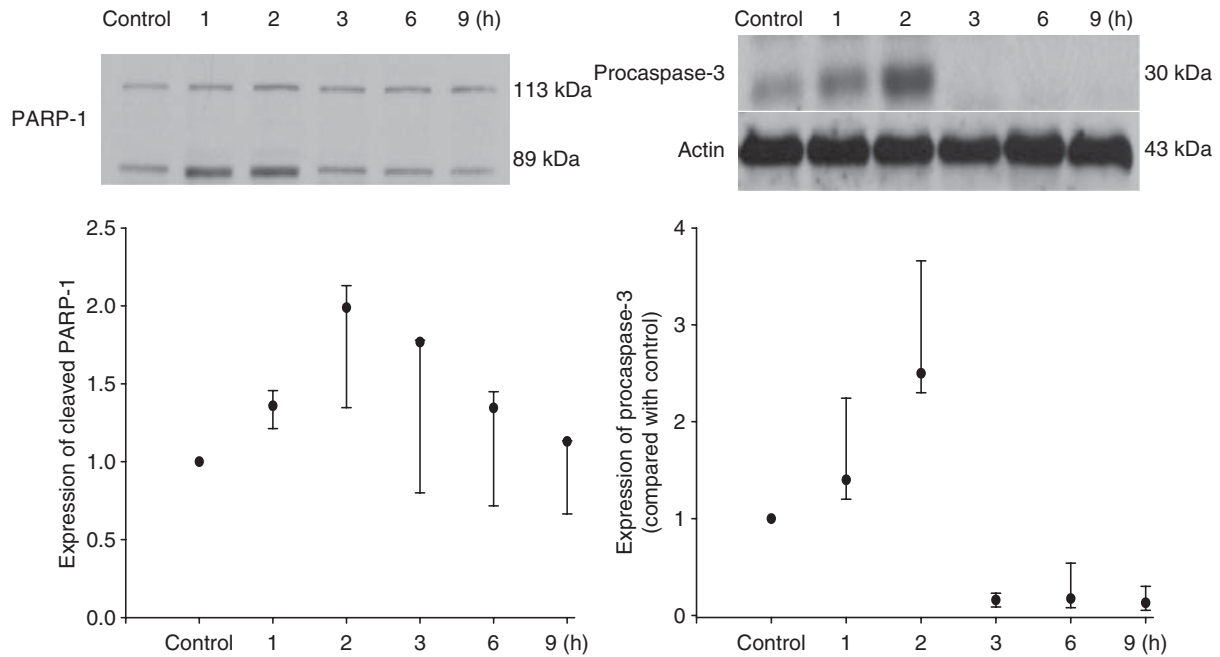 Control 1 2 3 6 9 (h)
PARP-1
113 kDa
89 kDa
Control 1 2 3 6 9 (h)
Procaspase-3
30 kDa
Actin
43 kDa
Expression of cleaved PARP-1
2.5
2.0
1.5
1.0
0.5
0.0
Control 1 2 3 6 9 (h)
Expression of procaspase-3
(compared with control)
4
3
2
1
0
Control 1 2 3 6 9 (h)